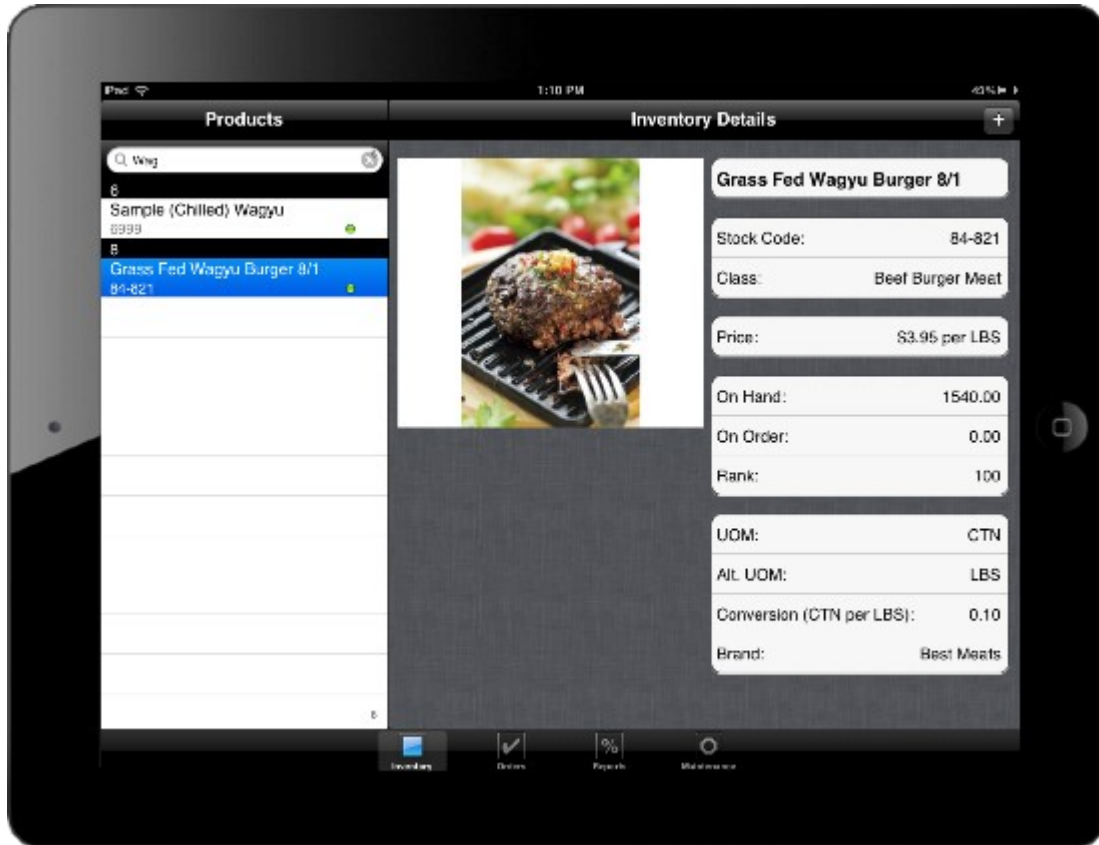 iPad 1:10 PM 43%
Products
Inventory Details
+
Wag
8
Sample (Chilled) Wagyu
6999
8
Grass Fed Wagyu Burger 8/1
84-821
Grass Fed Wagyu Burger 8/1
Stock Code: 84-821
Class: Beef Burger Meat
Price: $3.95 per LBS
On Hand: 1540.00
On Order: 0.00
Rank: 100
UOM: CTN
Alt. UOM: LBS
Conversion (CTN per LBS): 0.10
Brand: Best Meats
Inventory Orders % Reports Maintenance